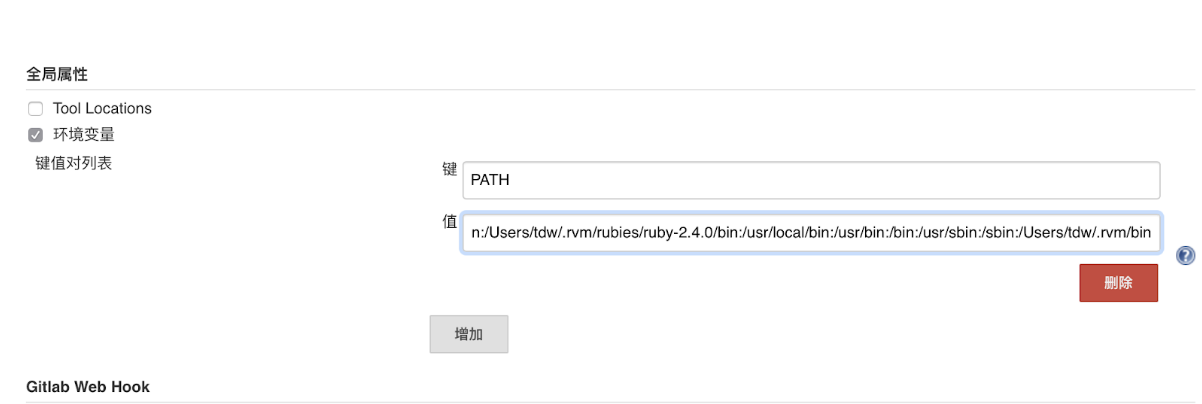 全局属性
Tool Locations
环境变量
键值对列表
键
PATH
值
n:/Users/tdw/.rvm/rubies/ruby-2.4.0/bin:/usr/local/bin:/usr/bin:/bin:/usr/sbin:/sbin:/Users/tdw/.rvm/bin
?
删除
增加
Gitlab Web Hook